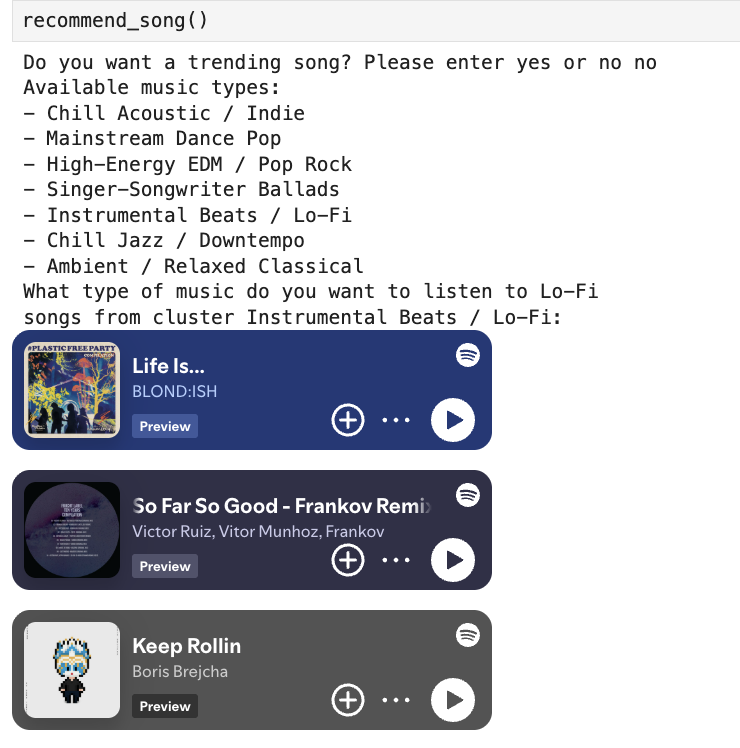 recommend_song()
Do you want a trending song? Please enter yes or no no
Available music types:
- Chill Acoustic / Indie
- Mainstream Dance Pop
- High-Energy EDM / Pop Rock
- Singer-Songwriter Ballads
- Instrumental Beats / Lo-Fi
- Chill Jazz / Downtempo
- Ambient / Relaxed Classical
What type of music do you want to listen to Lo-Fi
songs from cluster Instrumental Beats / Lo-Fi:
#PLASTICFREEPARTY
COMPILATION
Life Is...
BLOND:ISH
Preview
So Far So Good - Frankov Remix
Victor Ruiz, Vitor Munhoz, Frankov
Preview
Keep Rollin
Boris Brejcha
Preview